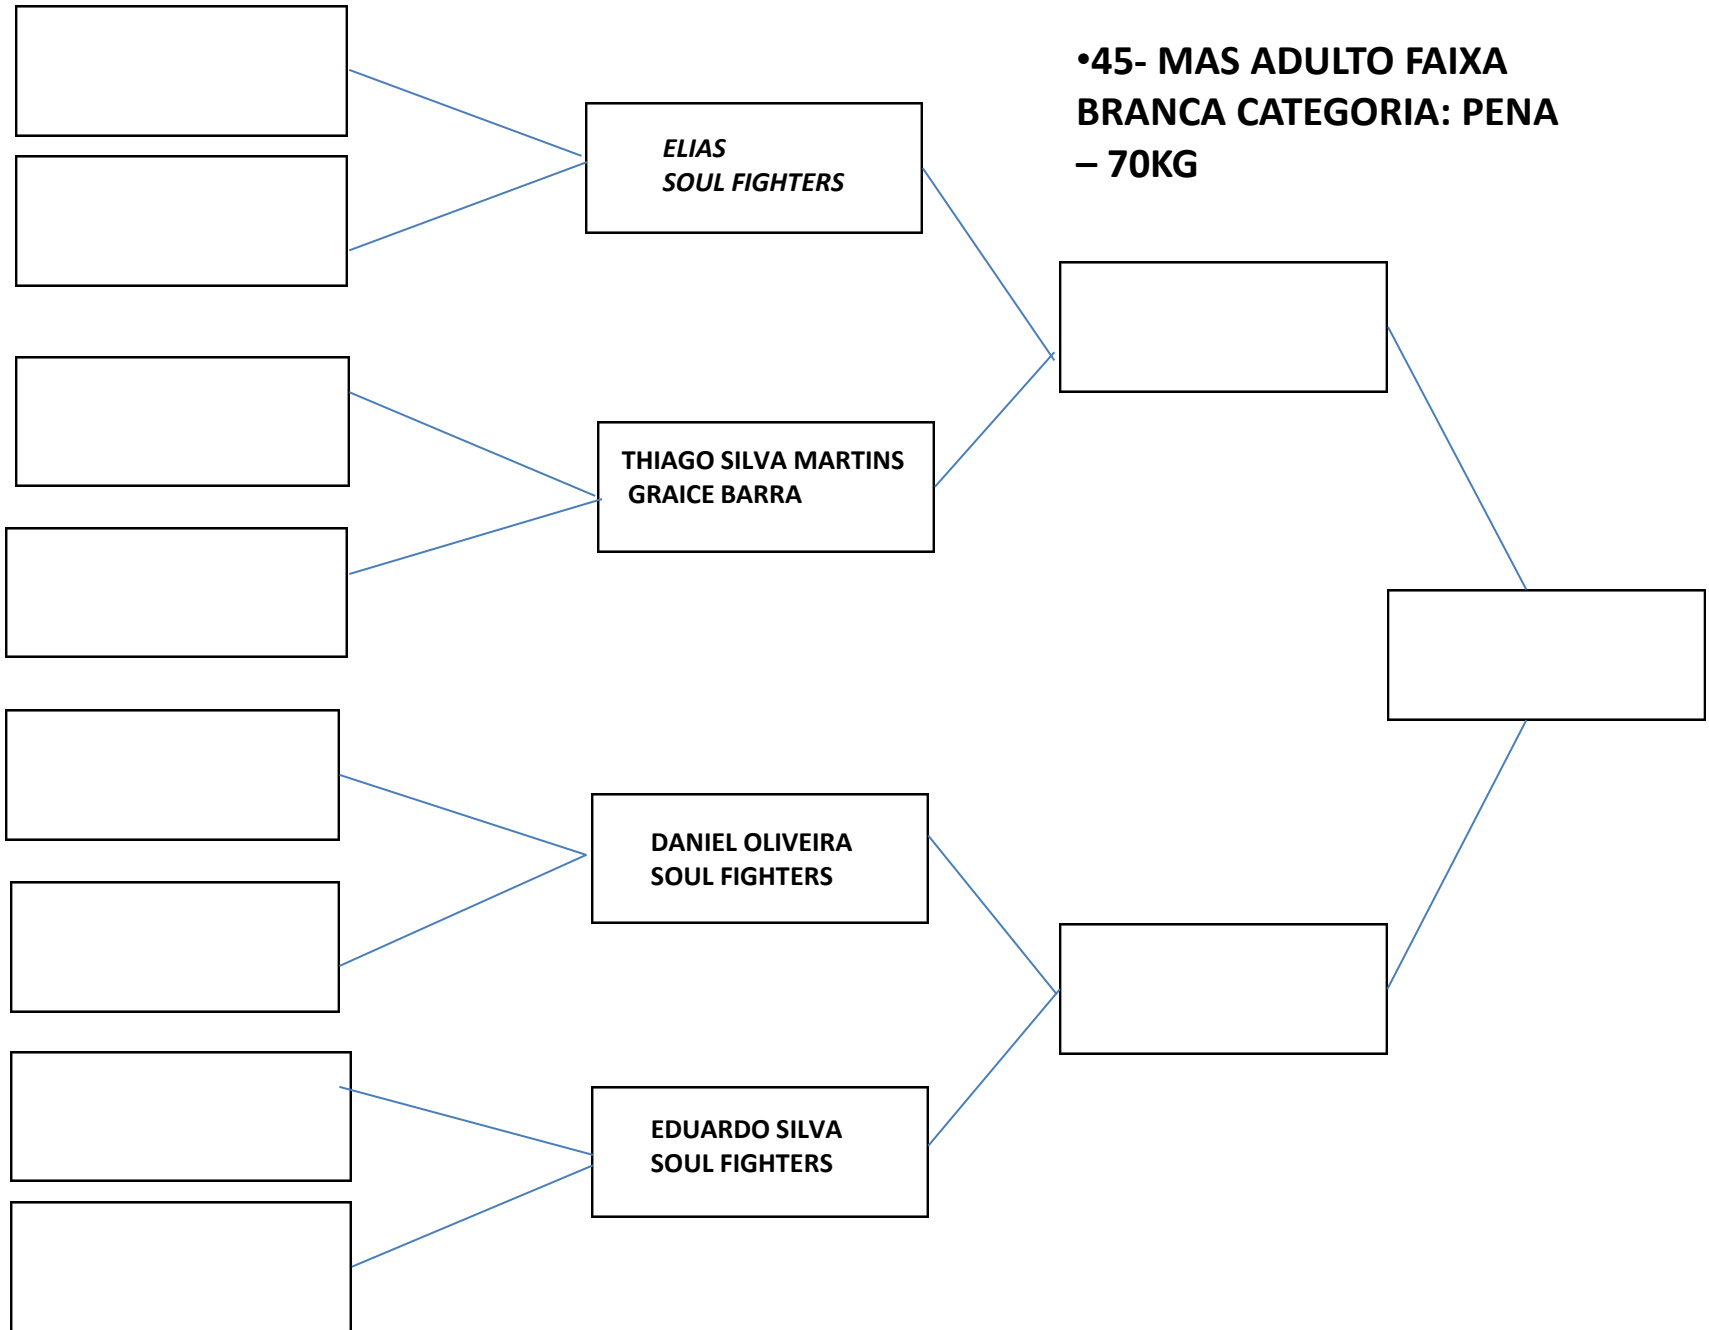 •45- MAS ADULTO FAIXA
BRANCA CATEGORIA: PENA
– 70KG
ELIAS
SOUL FIGHTERS
THIAGO SILVA MARTINS
GRAICE BARRA
DANIEL OLIVEIRA
SOUL FIGHTERS
EDUARDO SILVA
SOUL FIGHTERS